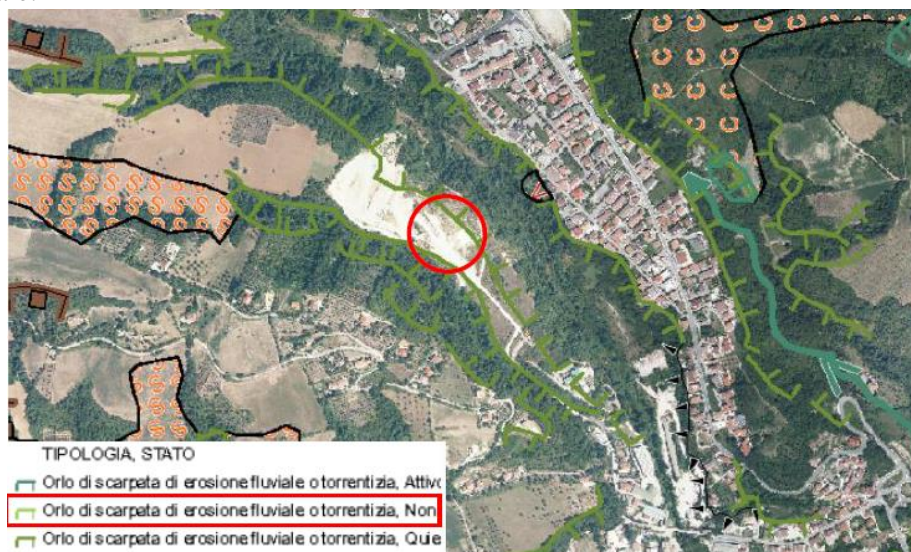 TIPOLOGIA, STATO
Orlo di scarpata di erosione fluviale o torrentizia, Attivo
Orlo di scarpata di erosione fluviale o torrentizia, Non
Orlo di scarpata di erosione fluviale o torrentizia, Quie